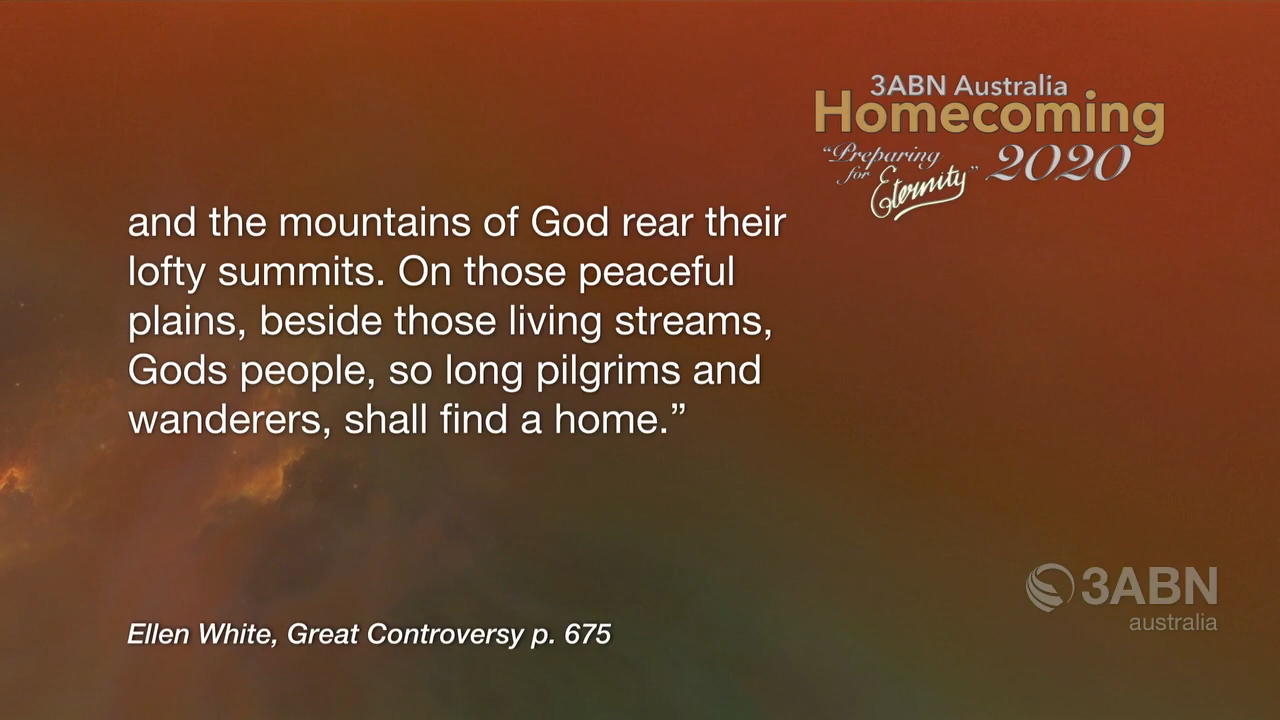 3ABN Australia
Homecoming
“Preparing
for Eternity” 2020
and the mountains of God rear their
lofty summits. On those peaceful
plains, beside those living streams,
Gods people, so long pilgrims and
wanderers, shall find a home.”
3ABN
australia
Ellen White, Great Controversy p. 675